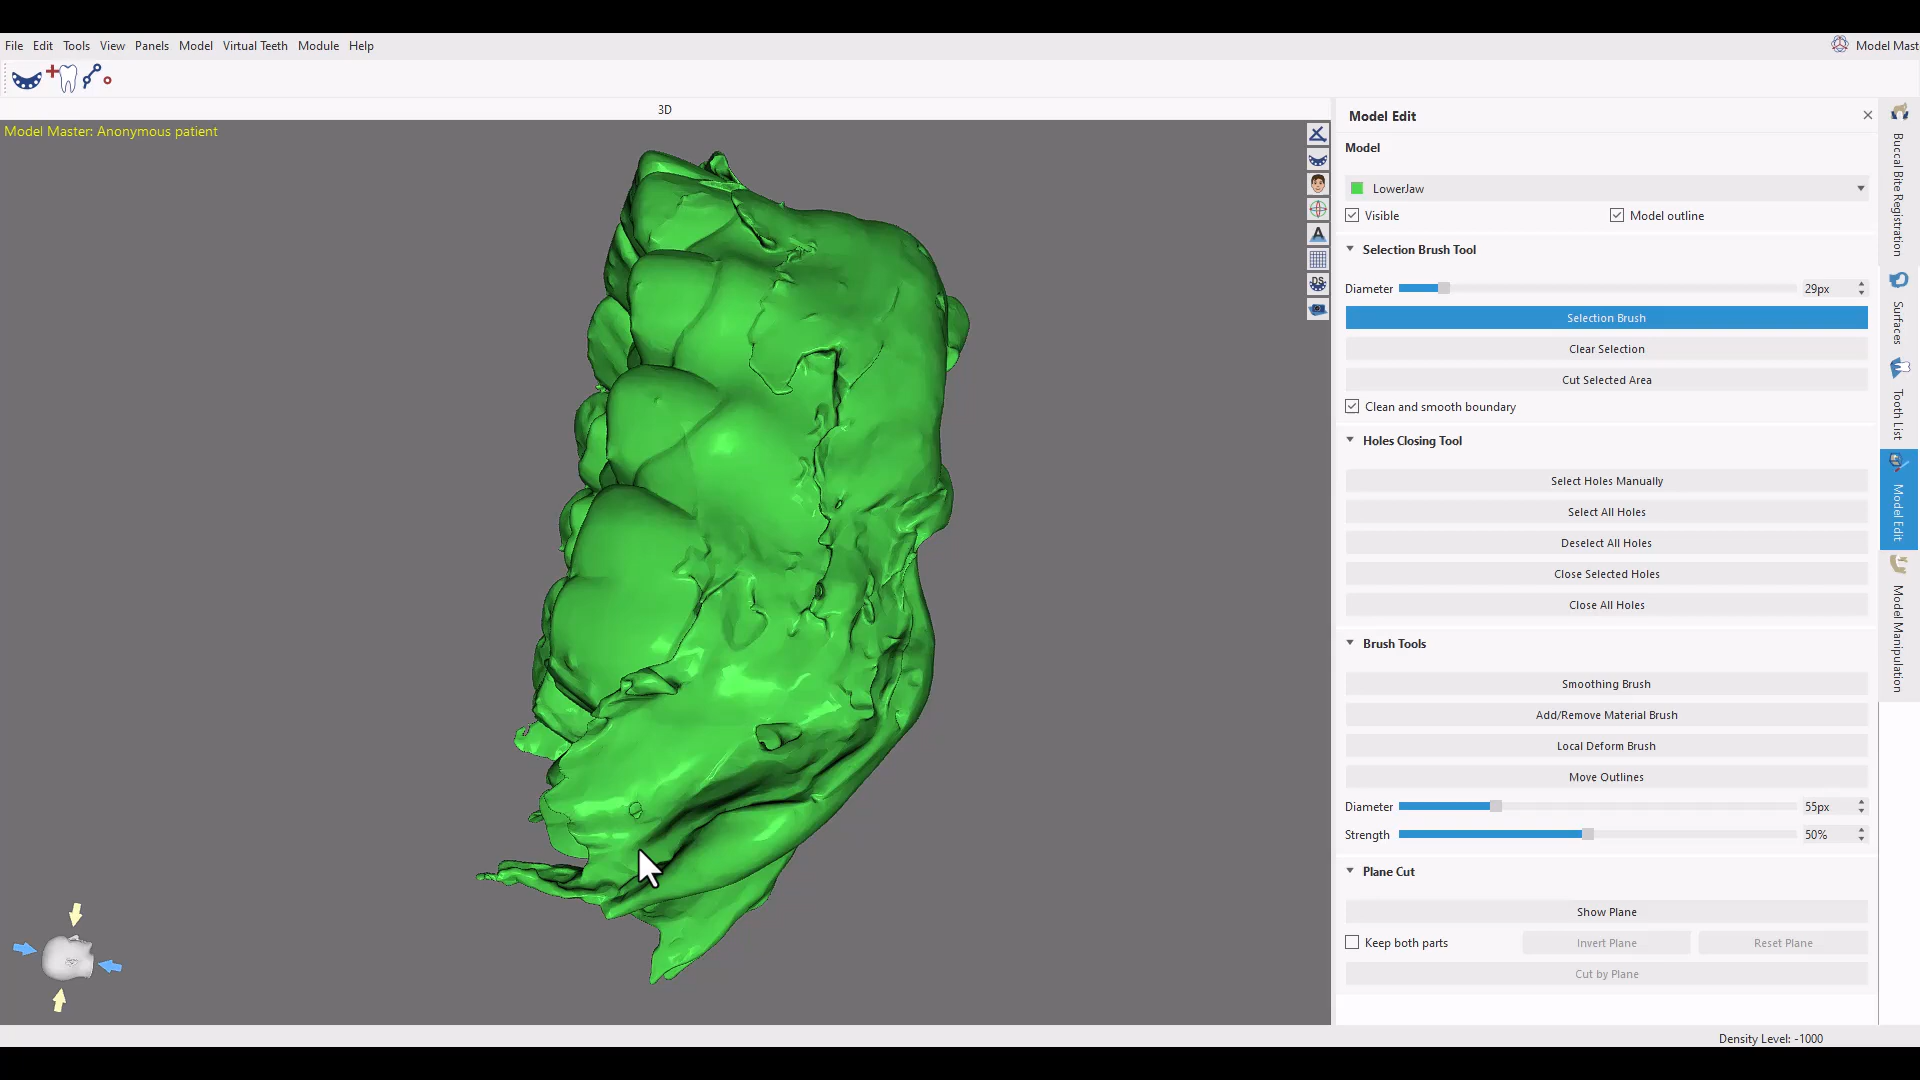 File Edit Tools View Panels Model Virtual Teeth Module Help
Model Mast
3D
Model Master: Anonymous patient
A
DS
Model Edit
Model
LowerJaw
Visible
Model outline
Selection Brush Tool
Diameter
29px
Selection Brush
Clear Selection
Cut Selected Area
Clean and smooth boundary
Holes Closing Tool
Select Holes Manually
Select All Holes
Deselect All Holes
Close Selected Holes
Close All Holes
Brush Tools
Smoothing Brush
Add/Remove Material Brush
Local Deform Brush
Move Outlines
Diameter
55px
Strength
50%
Plane Cut
Show Plane
Keep both parts
Invert Plane
Reset Plane
Cut by Plane
Buccal Bite Registration
Surfaces
Tooth List
Model Edit
Model Manipulation
Density Level: -1000